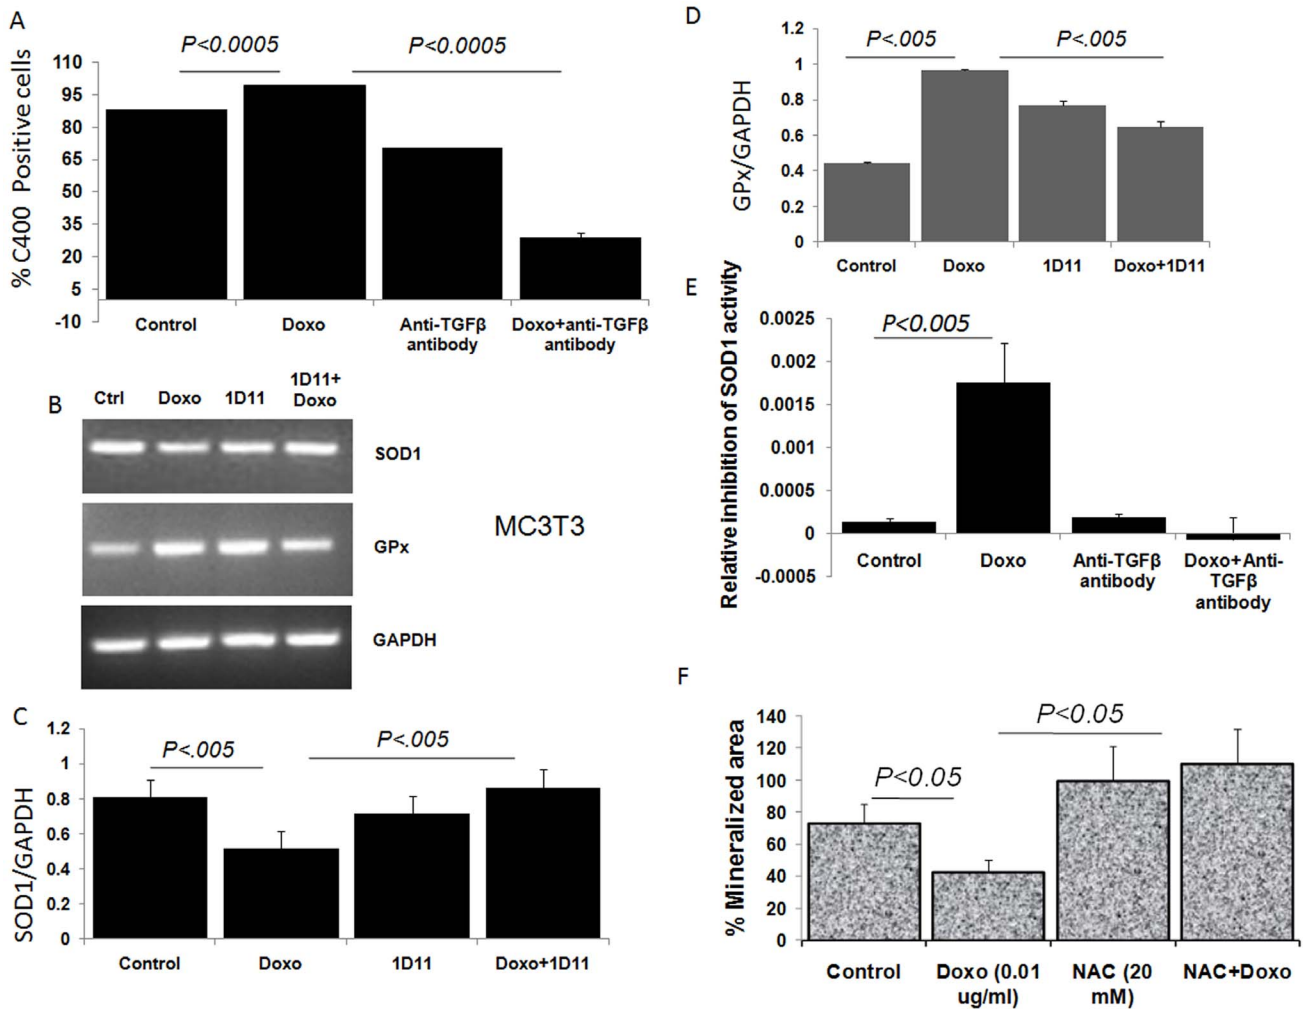 A
P<0.0005
P<0.0005
% C400 Positive cells
110
95
80
65
50
35
20
5
-10
Control
Doxo
Anti-TGFβ
antibody
Doxo+anti-TGFβ
antibody
B
Ctrl
Doxo
1D11
1D11+
Doxo
SOD1
GPx
GAPDH
MC3T3
C
P<.005
P<.005
SOD1/GAPDH
1.2
1
0.8
0.6
0.4
0.2
0
Control
Doxo
1D11
Doxo+1D11
D
P<.005
P<.005
GPx/GAPDH
1.2
1
0.8
0.6
0.4
0.2
0
Control
Doxo
1D11
Doxo+1D11
E
P<0.005
Relative inhibition of SOD1 activity
0.0025
0.002
0.0015
0.001
0.0005
0
-0.0005
Control
Doxo
Anti-TGFβ
antibody
Doxo+Anti-
TGFβ
antibody
F
P<0.05
P<0.05
% Mineralized area
140
120
100
80
60
40
20
0
Control
Doxo (0.01
ug/ml)
NAC (20
mM)
NAC+Doxo